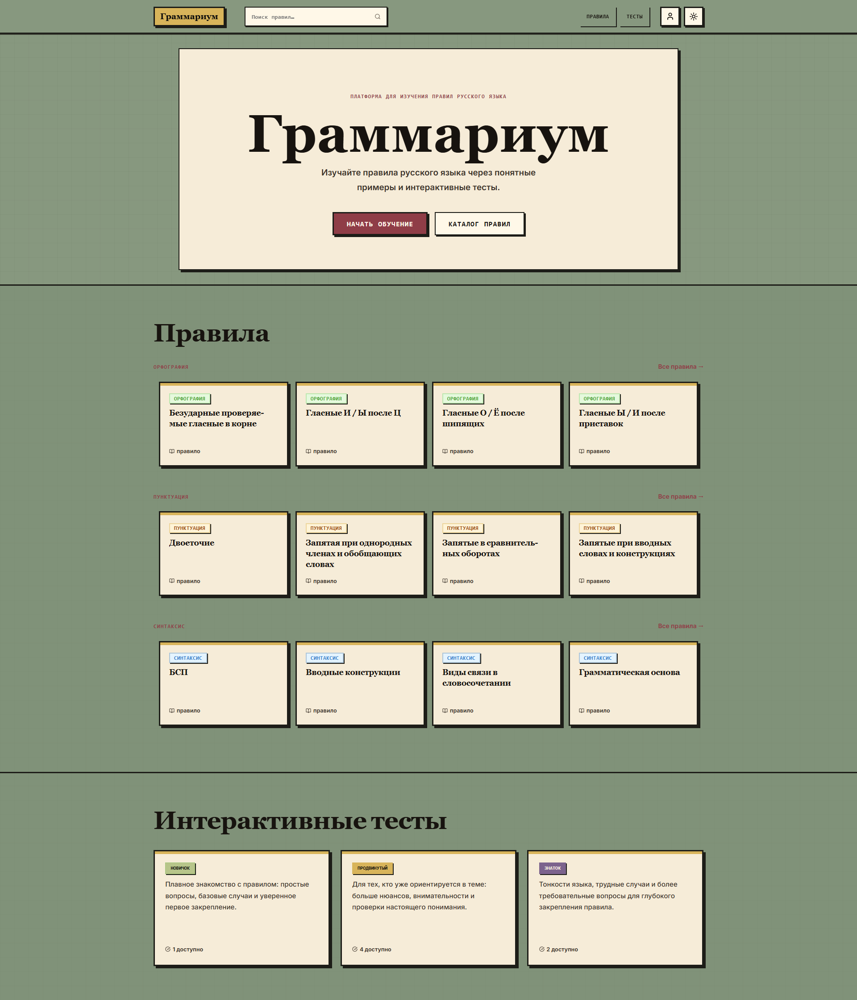 Граммариум
Поиск правил…
ПРАВИЛА
ТЕСТЫ
ПЛАТФОРМА ДЛЯ ИЗУЧЕНИЯ ПРАВИЛ РУССКОГО ЯЗЫКА
Граммариум
Изучайте правила русского языка через понятные
примеры и интерактивные тесты.
НАЧАТЬ ОБУЧЕНИЕ
КАТАЛОГ ПРАВИЛ
Правила
ОРФОГРАФИЯ
Все правила →
ОРФОГРАФИЯ
Безударные проверяе-
мые гласные в корне
правило
ОРФОГРАФИЯ
Гласные И / Ы после Ц
правило
ОРФОГРАФИЯ
Гласные О / Ё после
шипящих
правило
ОРФОГРАФИЯ
Гласные Ы / И после
приставок
правило
ПУНКТУАЦИЯ
Все правила →
ПУНКТУАЦИЯ
Двоеточие
правило
ПУНКТУАЦИЯ
Запятая при однородных
членах и обобщающих
словах
правило
ПУНКТУАЦИЯ
Запятые в сравнитель-
ных оборотах
правило
ПУНКТУАЦИЯ
Запятые при вводных
словах и конструкциях
правило
СИНТАКСИС
Все правила →
СИНТАКСИС
БСП
правило
СИНТАКСИС
Вводные конструкции
правило
СИНТАКСИС
Виды связи в
словосочетании
правило
СИНТАКСИС
Грамматическая основа
правило
Интерактивные тесты
НОВИЧОК
Плавное знакомство с правилом: простые
вопросы, базовые случаи и уверенное
первое закрепление.
1 доступно
ПРОДВИНУТЫЙ
Для тех, кто уже ориентируется в теме:
больше нюансов, внимательности и
проверки настоящего понимания.
4 доступно
ЗНАТОК
Тонкости языка, трудные случаи и более
требовательные вопросы для глубокого
закрепления правила.
2 доступно